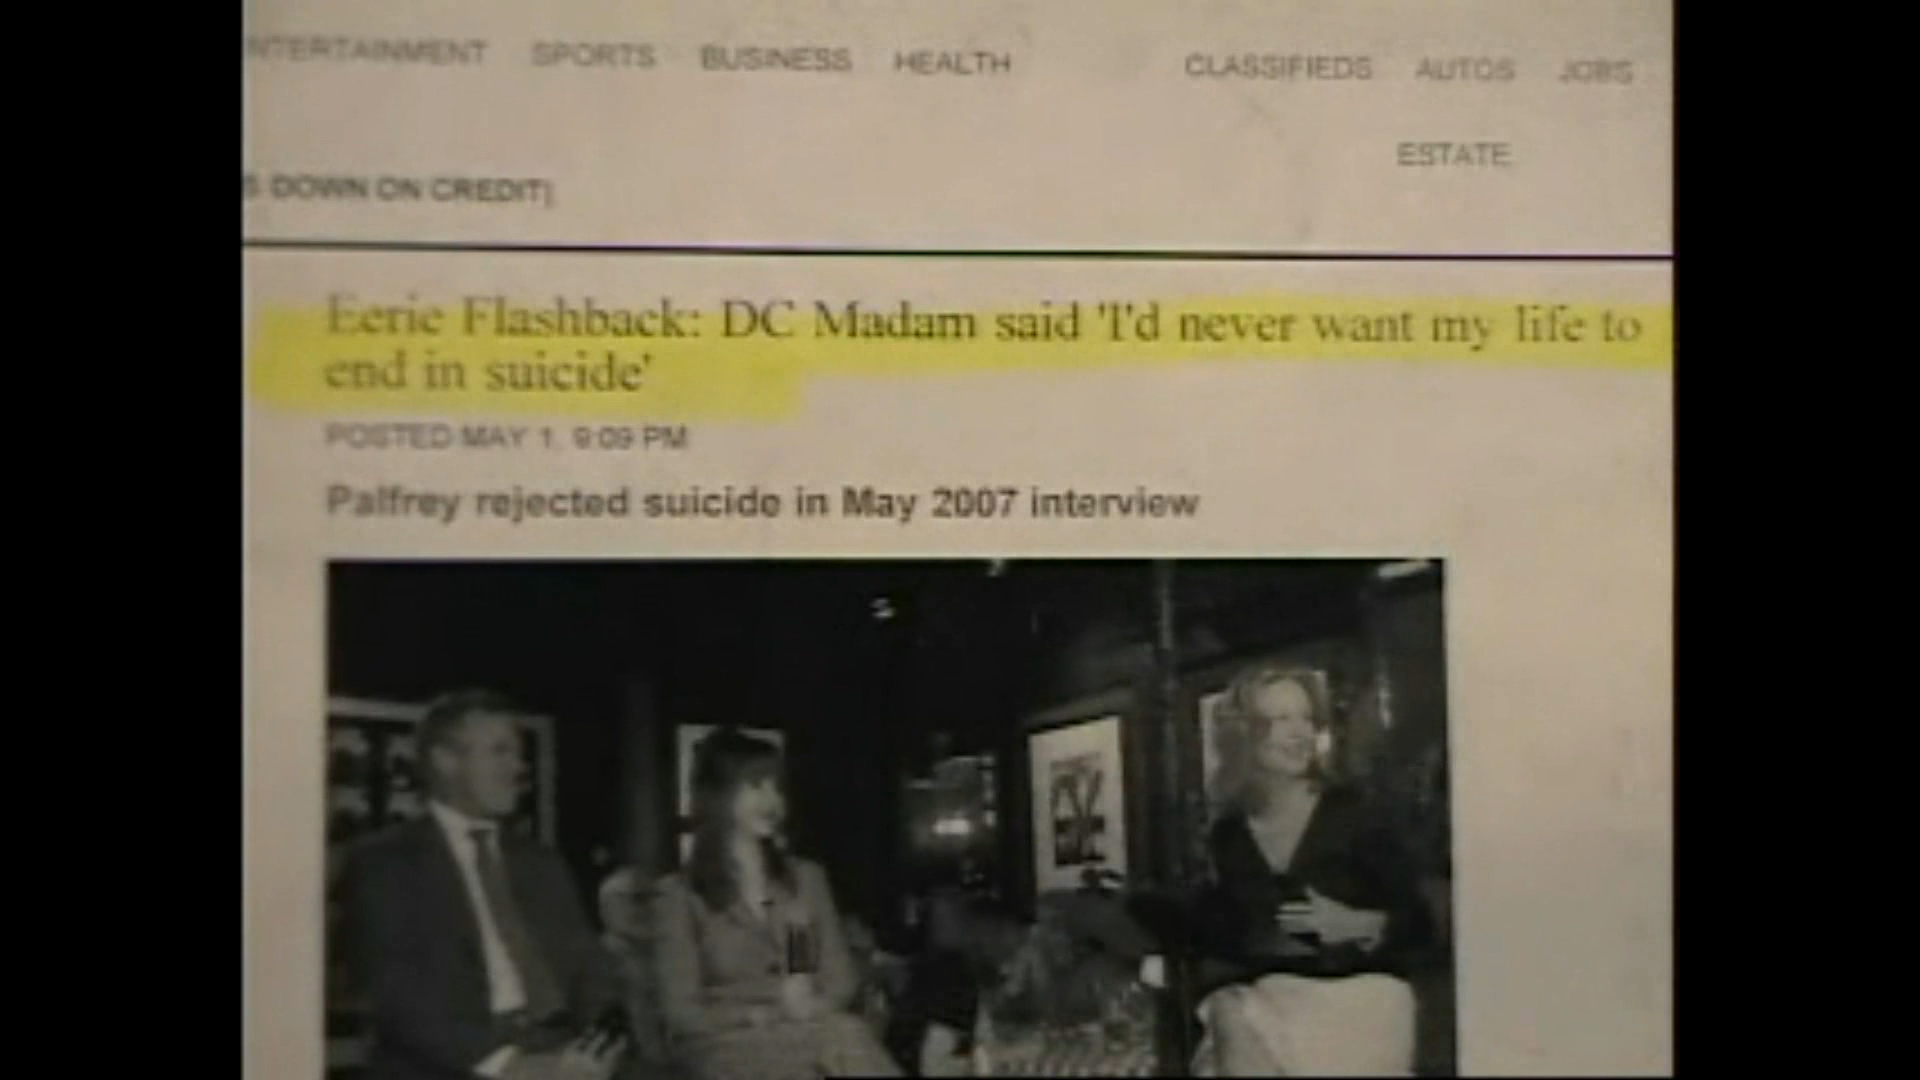 NTERTAINMENT SPORTS BUSINESS HEALTH CLASSIFIEDS AUTOS JOBS
ESTATE
S DOWN ON CREDIT)
Eerie Flashback: DC Madam said 'I'd never want my life to
end in suicide'
POSTED MAY 1, 9:09 PM
Palfrey rejected suicide in May 2007 interview